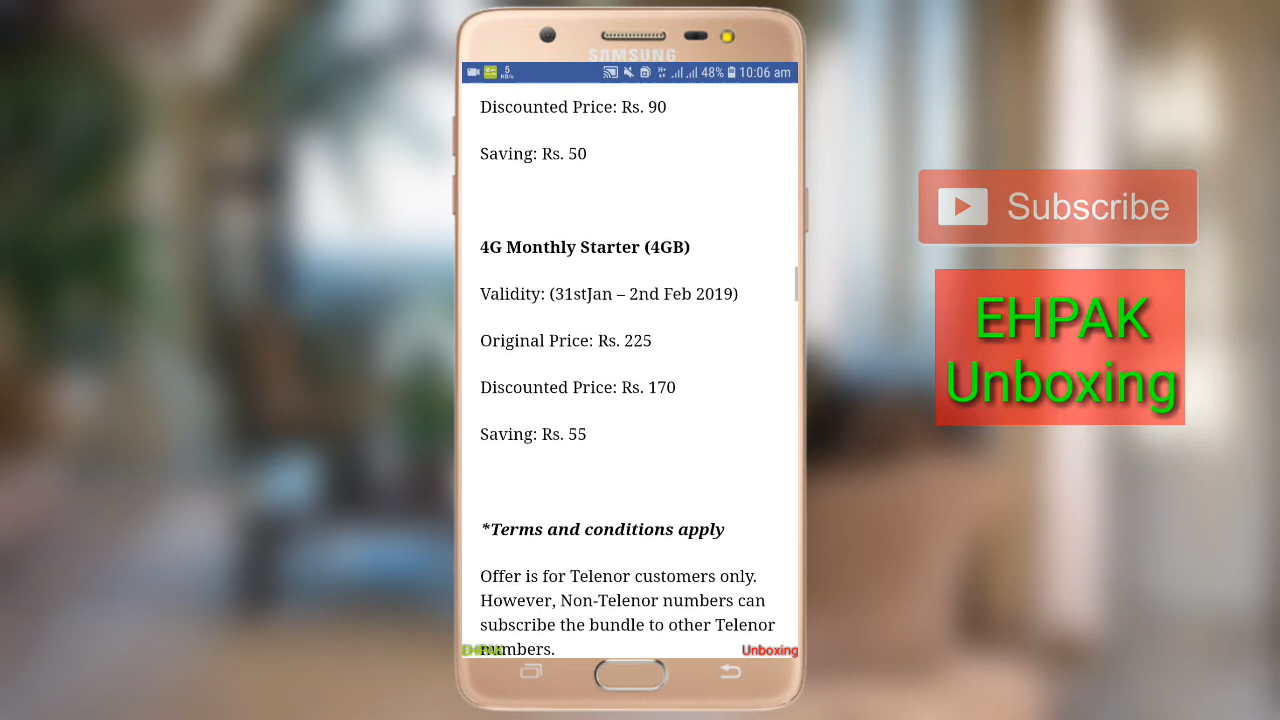 SAMSUNG
5
KB/s
48%
10:06 am
Discounted Price: Rs. 90
Saving: Rs. 50
4G Monthly Starter (4GB)
Validity: (31stJan – 2nd Feb 2019)
Original Price: Rs. 225
Discounted Price: Rs. 170
Saving: Rs. 55
*Terms and conditions apply
Offer is for Telenor customers only.
However, Non-Telenor numbers can
subscribe the bundle to other Telenor
numbers.
EHPAK
Unboxing
Subscribe
EHPAK
Unboxing